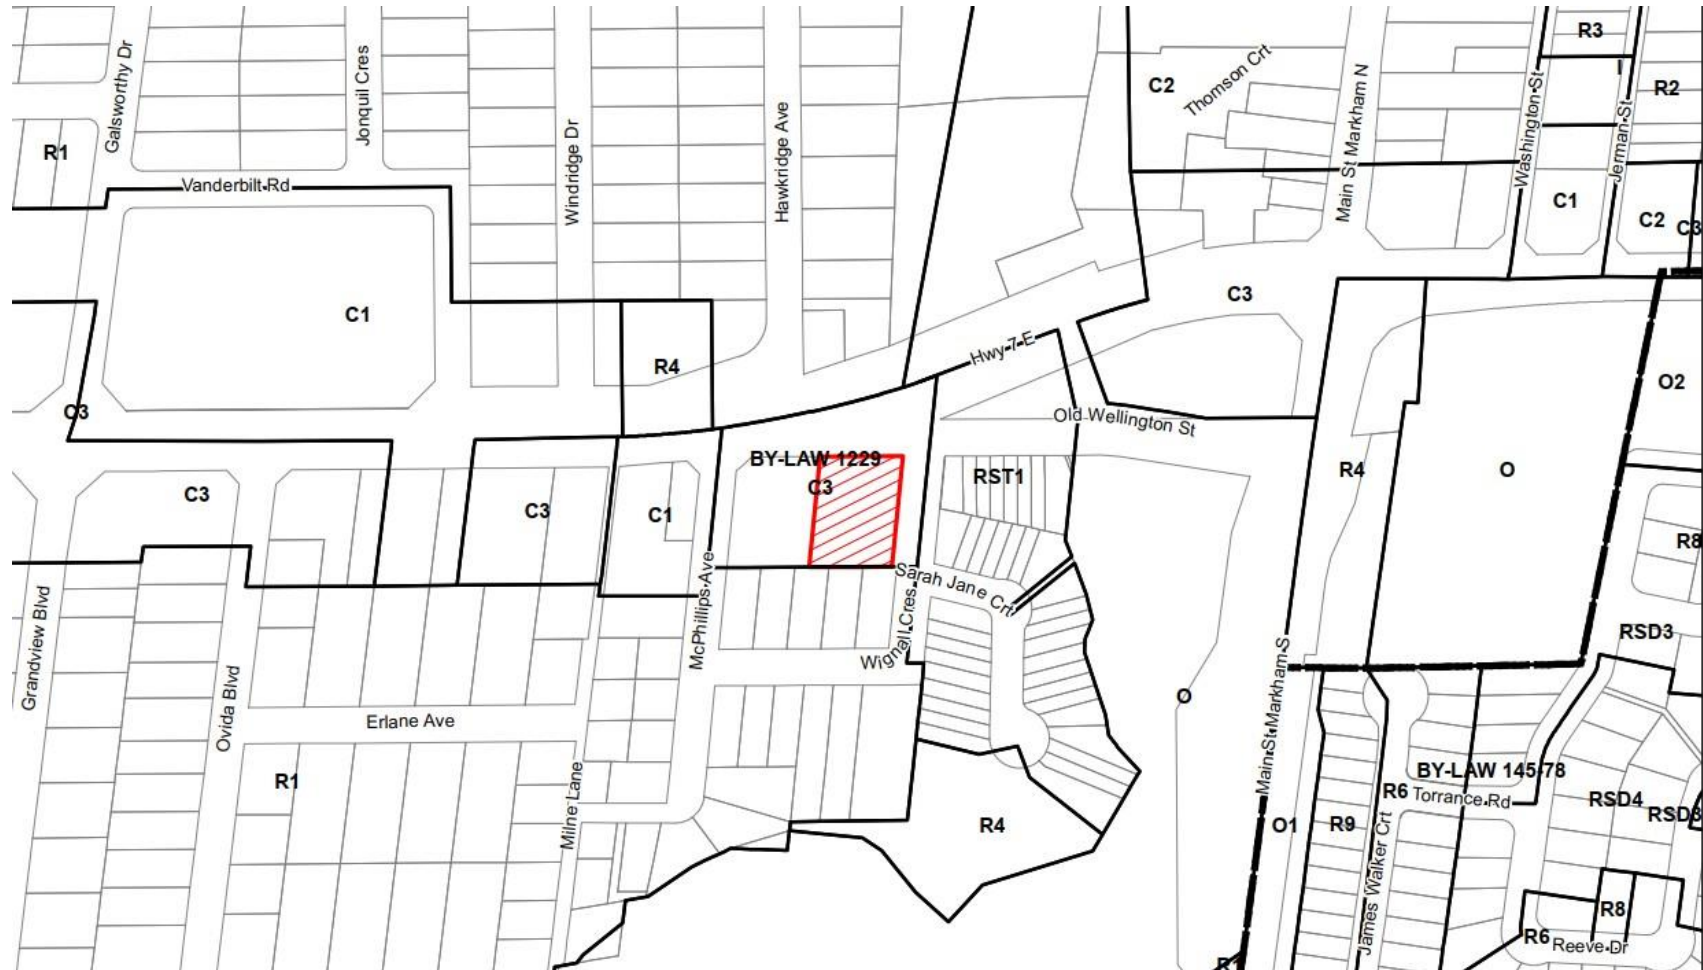 R3
I
R2
C2
Thomson Crt
Galsworthy Dr
Jonquil Cres
Windridge Dr
Hawkridge Ave
Main St Markham N
Washington St
Jerman St
R1
Vanderbilt Rd
C1
C2
C3
C1
C3
R4
Hwy 7 E
O2
C3
Old Wellington St
BY-LAW 1229
C3
RST1
R4
O
C3
C3
C1
R8
Sarah Jane Crt
McPhillips Ave
Wignall Cres
Grandview Blvd
RSD3
Ovida Blvd
Erlane Ave
O
Main St Markham S
R1
BY-LAW 145-78
R6
Torrance Rd
RSD4
RSD3
Milne Lane
R4
O1
R9
James Walker Crt
R8
R6
Reeve Dr
R1